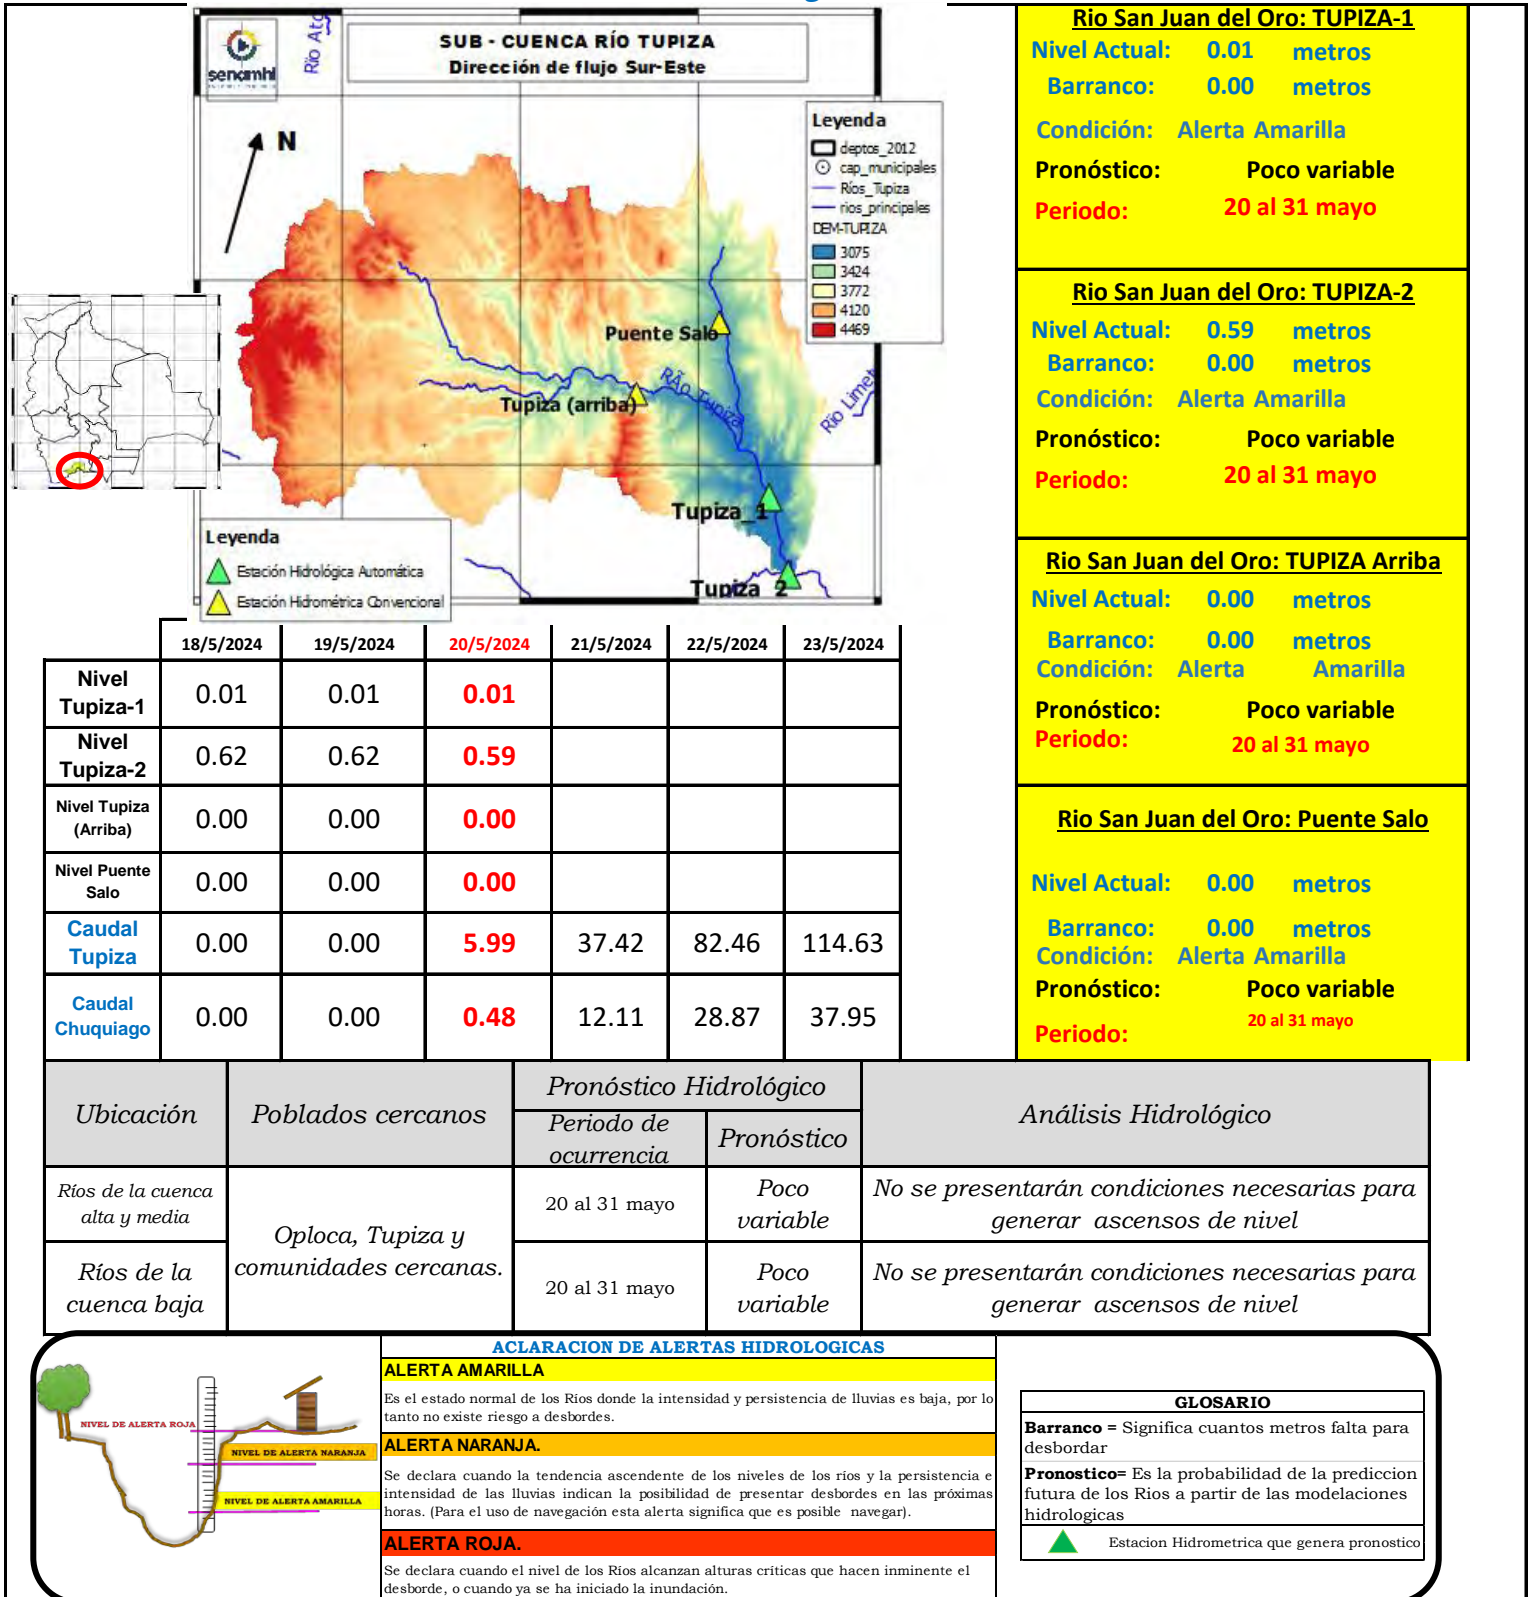 senamhi
Río Ato
SUB - CUENCA RÍO TUPIZA
Dirección de flujo Sur-Este
N
Leyenda
deptos_2012
cap_municipales
Ríos_Tupiza
rios_principales
DEM-TUPIZA
3075
3424
3772
4120
4469
Puente Salo
RÃo Tupiza
Tupiza (arriba)
Río Limet
Tupiza_1
Tupiza_2
Leyenda
Estación Hidrológica Automática
Estación Hidrométrica Convencional
Rio San Juan del Oro: TUPIZA-1
Nivel Actual: 0.01 metros
Barranco: 0.00 metros
Condición: Alerta Amarilla
Pronóstico: Poco variable
Periodo: 20 al 31 mayo
Rio San Juan del Oro: TUPIZA-2
Nivel Actual: 0.59 metros
Barranco: 0.00 metros
Condición: Alerta Amarilla
Pronóstico: Poco variable
Periodo: 20 al 31 mayo
Rio San Juan del Oro: TUPIZA Arriba
Nivel Actual: 0.00 metros
Barranco: 0.00 metros
Condición: Alerta Amarilla
Pronóstico: Poco variable
Periodo: 20 al 31 mayo
Rio San Juan del Oro: Puente Salo
Nivel Actual: 0.00 metros
Barranco: 0.00 metros
Condición: Alerta Amarilla
Pronóstico: Poco variable
Periodo: 20 al 31 mayo
18/5/2024 19/5/2024 20/5/2024 21/5/2024 22/5/2024 23/5/2024
Nivel
Tupiza-1
0.01 0.01 0.01
Nivel
Tupiza-2
0.62 0.62 0.59
Nivel Tupiza
(Arriba)
0.00 0.00 0.00
Nivel Puente
Salo
0.00 0.00 0.00
Caudal
Tupiza
0.00 0.00 5.99 37.42 82.46 114.63
Caudal
Chuquiago
0.00 0.00 0.48 12.11 28.87 37.95
Ubicación
Poblados cercanos
Pronóstico Hidrológico
Periodo de
ocurrencia
Pronóstico
Análisis Hidrológico
Ríos de la cuenca
alta y media
Oploca, Tupiza y
comunidades cercanas.
20 al 31 mayo
Poco
variable
No se presentarán condiciones necesarias para
generar ascensos de nivel
Ríos de la
cuenca baja
20 al 31 mayo
Poco
variable
No se presentarán condiciones necesarias para
generar ascensos de nivel
NIVEL DE ALERTA ROJA
NIVEL DE ALERTA NARANJA
NIVEL DE ALERTA AMARILLA
ACLARACION DE ALERTAS HIDROLOGICAS
ALERTA AMARILLA
Es el estado normal de los Ríos donde la intensidad y persistencia de lluvias es baja, por lo
tanto no existe riesgo a desbordes.
ALERTA NARANJA.
Se declara cuando la tendencia ascendente de los niveles de los ríos y la persistencia e
intensidad de las lluvias indican la posibilidad de presentar desbordes en las próximas
horas. (Para el uso de navegación esta alerta significa que es posible navegar).
ALERTA ROJA.
Se declara cuando el nivel de los Ríos alcanzan alturas críticas que hacen inminente el
desborde, o cuando ya se ha iniciado la inundación.
GLOSARIO
Barranco = Significa cuantos metros falta para
desbordar
Pronostico= Es la probabilidad de la prediccion
futura de los Rios a partir de las modelaciones
hidrologicas
Estacion Hidrometrica que genera pronostico